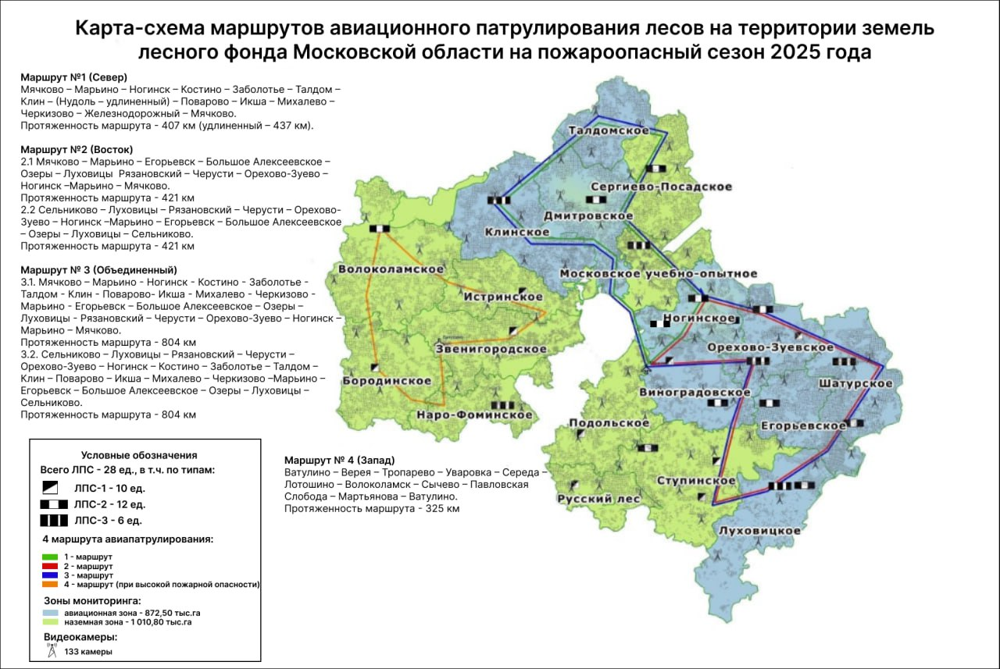 Карта-схема маршрутов авиационного патрулирования лесов на территории земель
лесного фонда Московской области на пожароопасный сезон 2025 года
Маршрут №1 (Север)
Мячково – Марьино – Ногинск – Костино – Заболотье – Талдом –
Клин – (Нудоль – удлиненный) – Поварово – Икша – Михалево –
Черкизово – Железнодорожный – Мячково.
Протяженность маршрута - 407 км (удлиненный – 437 км).
Маршрут №2 (Восток)
2.1 Мячково – Марьино – Егорьевск – Большое Алексеевское –
Озеры – Луховицы  Рязановский – Черусти – Орехово-Зуево –
Ногинск –Марьино – Мячково.
Протяженность маршрута - 421 км
2.2 Сельниково – Луховицы – Рязановский – Черусти – Орехово-
Зуево – Ногинск –Марьино – Егорьевск – Большое Алексеевское
– Озеры – Луховицы – Сельниково.
Протяженность маршрута - 421 км
Маршрут № 3 (Объединенный)
3.1. Мячково – Марьино - Ногинск - Костино - Заболотье -
Талдом - Клин - Поварово- Икша - Михалево - Черкизово -
Марьино - Егорьевск – Большое Алексеевское – Озеры –
Луховицы - Рязановский – Черусти – Орехово-Зуево – Ногинск –
Марьино – Мячково.
Протяженность маршрута - 804 км
3.2. Сельниково – Луховицы – Рязановский – Черусти –
Орехово-Зуево – Ногинск – Костино – Заболотье – Талдом –
Клин – Поварово – Икша – Михалево – Черкизово –Марьино –
Егорьевск – Большое Алексеевское – Озеры – Луховицы –
Сельниково.
Протяженность маршрута - 804 км
Маршрут № 4 (Запад)
Ватулино – Верея – Тропарево – Уваровка – Середа –
Лотошино – Волоколамск – Сычево – Павловская
Слобода – Мартьянова – Ватулино.
Протяженность маршрута - 325 км
Условные обозначения
Всего ЛПС - 28 ед., в т.ч. по типам:
ЛПС-1 - 10 ед.
ЛПС-2 - 12 ед.
ЛПС-3 - 6 ед.
4 маршрута авиапатрулирования:
1 - маршрут
2 - маршрут
3 - маршрут
4 - маршрут (при высокой пожарной опасности)
Зоны мониторинга:
авиационная зона - 872,50 тыс.га
наземная зона - 1 010,80 тыс.га
Видеокамеры:
133 камеры
Талдомское
Сергиево-Посадское
Дмитровское
Клинское
Волоколамское
Московское учебно-опытное
Истринское
Ногинское
Звенигородское
Орехово-Зуевское
Бородинское
Шатурское
Виноградовское
Наро-Фоминское
Подольское
Егорьевское
Ступинское
Русский лес
Луховицкое